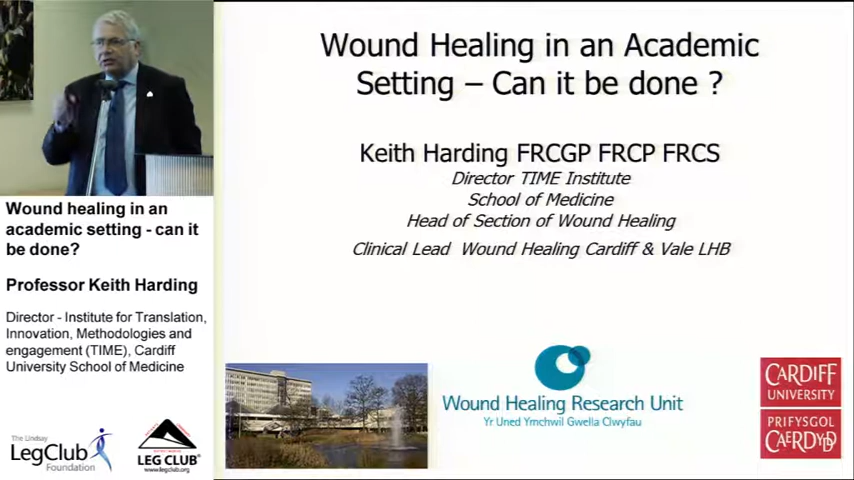 Wound healing in an
academic setting - can it
be done?
Professor Keith Harding
Director - Institute for Translation,
Innovation, Methodologies and
engagement (TIME), Cardiff
University School of Medicine
The Lindsay
LegClub
Foundation
LEG CLUB®
www.legclub.org
Wound Healing in an Academic
Setting – Can it be done ?
Keith Harding FRCGP FRCP FRCS
Director TIME Institute
School of Medicine
Head of Section of Wound Healing
Clinical Lead Wound Healing Cardiff & Vale LHB
Wound Healing Research Unit
Yr Uned Ymchwil Gwella Clwyfau
CARDIFF
UNIVERSITY
PRIFYSGOL
CAERDYDD